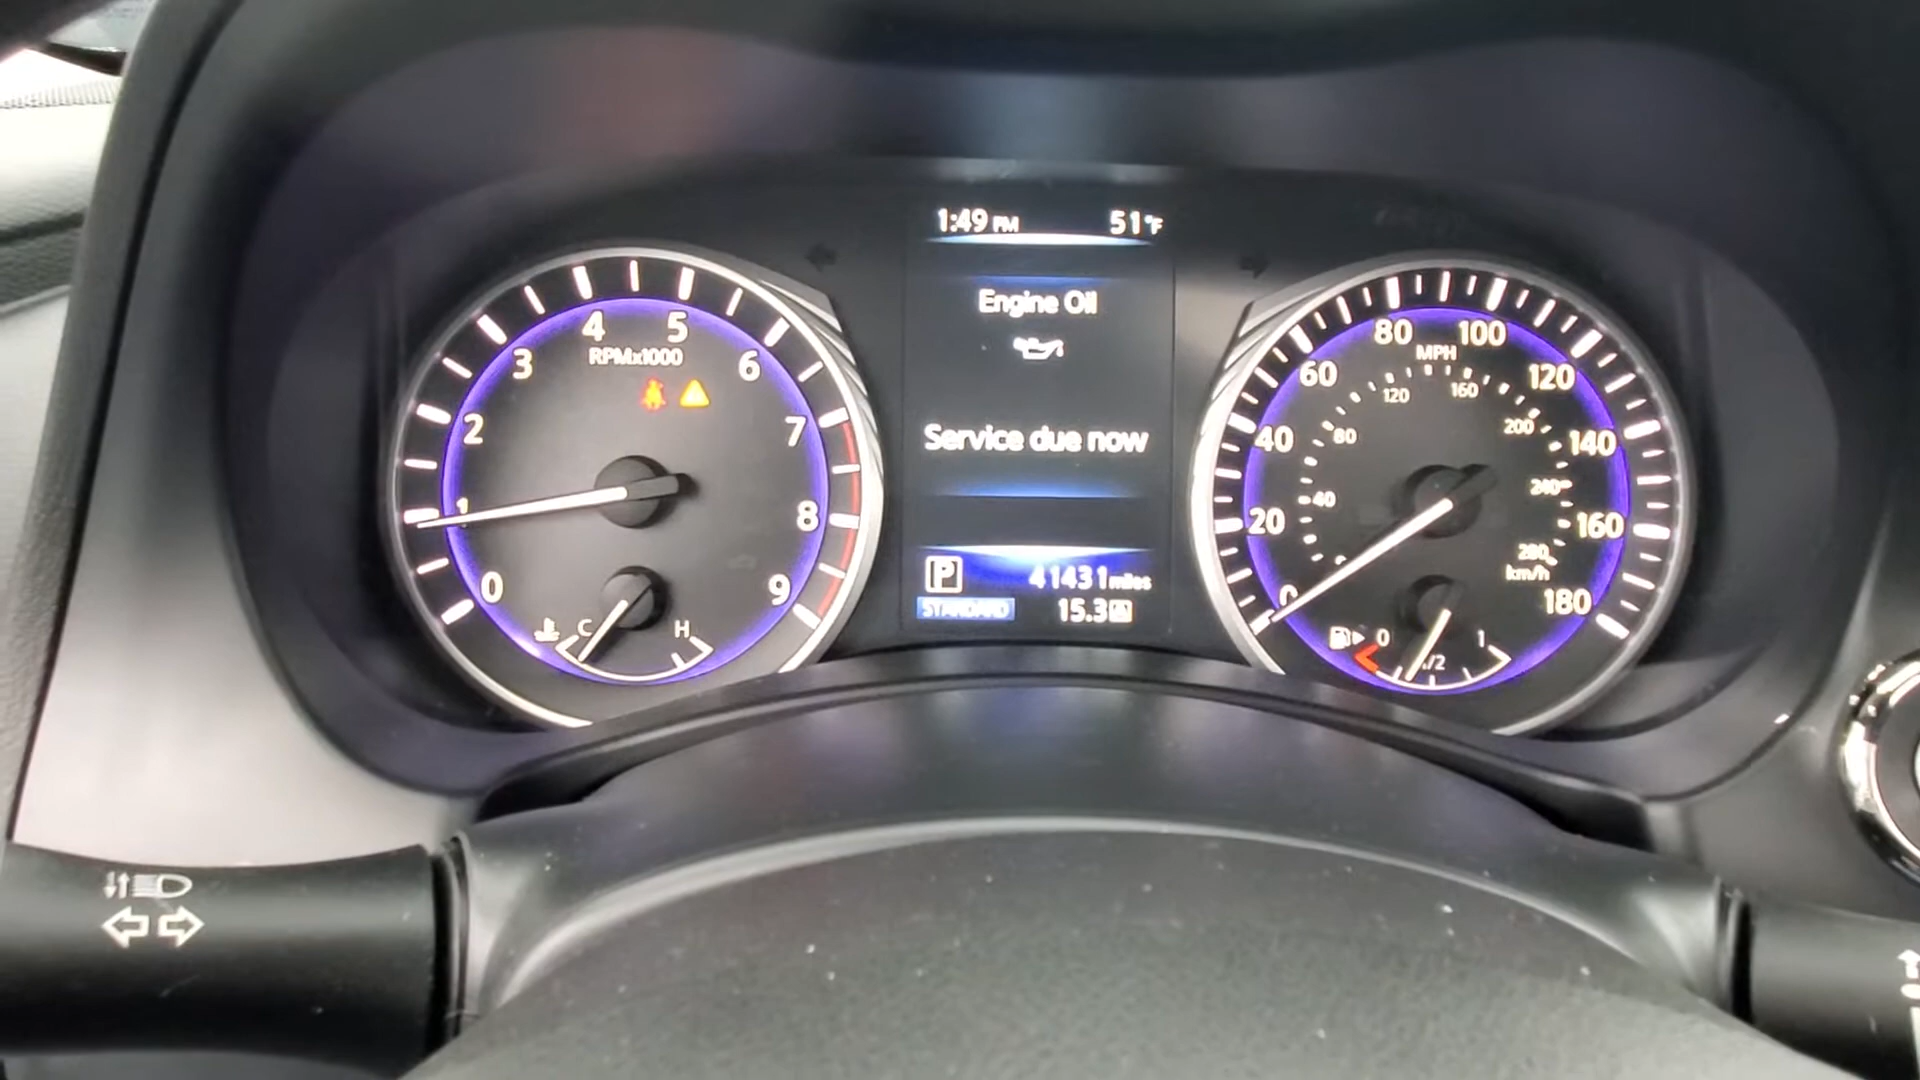 1:49 PM 51°F
Engine Oil
Service due now
P 41431 miles
STANDARD 15.3 A
0
1
2
3
4
5
6
7
8
9
RPMx1000
C H
0
20
40
60
80
100
120
140
160
180
MPH
40
80
120
160
200
240
280
km/h
0 1/2 1